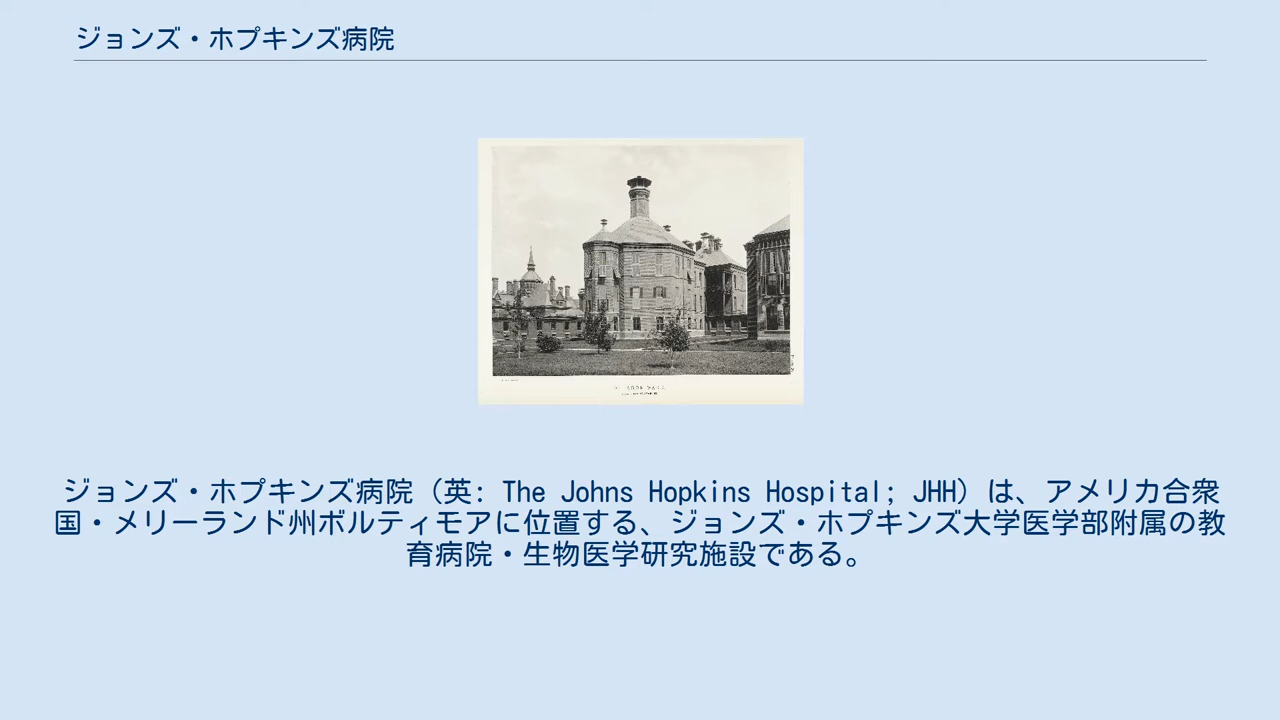 ジョンズ・ホプキンズ病院
ジョンズ・ホプキンズ病院（英: The Johns Hopkins Hospital; JHH）は、アメリカ合衆
国・メリーランド州ボルティモアに位置する、ジョンズ・ホプキンズ大学医学部附属の教
育病院・生物医学研究施設である。